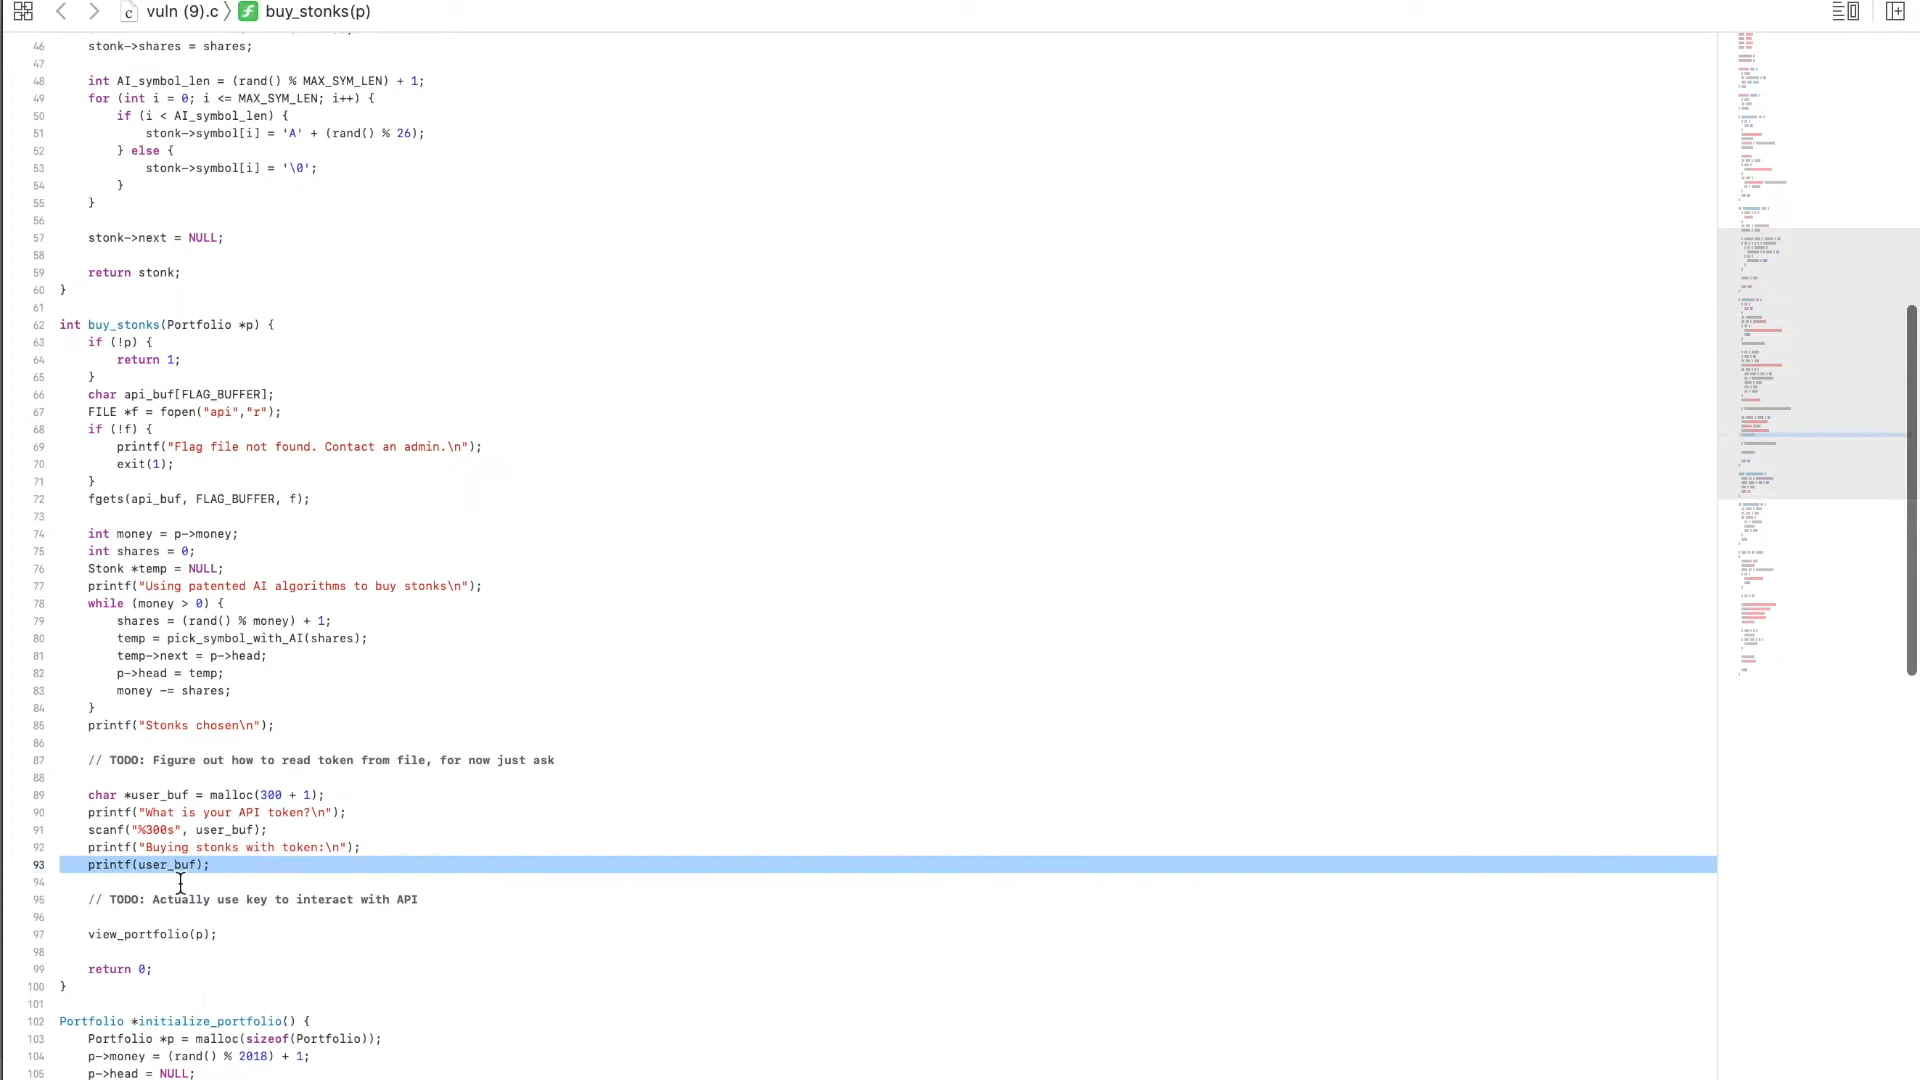 vuln (9).c > buy_stonks(p)
46 stonk->shares = shares;
47
48 int AI_symbol_len = (rand() % MAX_SYM_LEN) + 1;
49 for (int i = 0; i <= MAX_SYM_LEN; i++) {
50 if (i < AI_symbol_len) {
51 stonk->symbol[i] = 'A' + (rand() % 26);
52 } else {
53 stonk->symbol[i] = '\0';
54 }
55 }
56
57 stonk->next = NULL;
58
59 return stonk;
60 }
61
62 int buy_stonks(Portfolio *p) {
63 if (!p) {
64 return 1;
65 }
66 char api_buf[FLAG_BUFFER];
67 FILE *f = fopen("api","r");
68 if (!f) {
69 printf("Flag file not found. Contact an admin.\n");
70 exit(1);
71 }
72 fgets(api_buf, FLAG_BUFFER, f);
73
74 int money = p->money;
75 int shares = 0;
76 Stonk *temp = NULL;
77 printf("Using patented AI algorithms to buy stonks\n");
78 while (money > 0) {
79 shares = (rand() % money) + 1;
80 temp = pick_symbol_with_AI(shares);
81 temp->next = p->head;
82 p->head = temp;
83 money -= shares;
84 }
85 printf("Stonks chosen\n");
86
87 // TODO: Figure out how to read token from file, for now just ask
88
89 char *user_buf = malloc(300 + 1);
90 printf("What is your API token?\n");
91 scanf("%300s", user_buf);
92 printf("Buying stonks with token:\n");
93 printf(user_buf);
94
95 // TODO: Actually use key to interact with API
96
97 view_portfolio(p);
98
99 return 0;
100 }
101
102 Portfolio *initialize_portfolio() {
103 Portfolio *p = malloc(sizeof(Portfolio));
104 p->money = (rand() % 2018) + 1;
105 p->head = NULL;